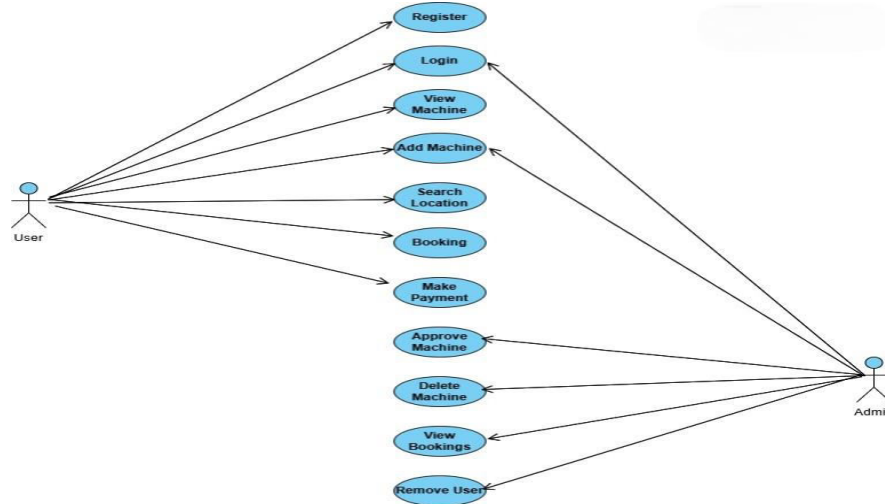 Register
Login
View
Machine
Add Machine
Search
Location
Booking
Make
Payment
Approve
Machine
Delete
Machine
View
Bookings
Remove User
User
Admi